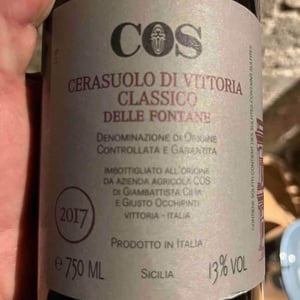 COS
CERASUOLO DI VITTORIA
CLASSICO
DELLE FONTANE
DENOMINAZIONE DI ORIGINE
CONTROLLATA E GARANTITA
IMBOTTIGLIATO ALL'ORIGINE
DA AZIENDA AGRICOLA COS
DI GIAMBATTISTA CILIA
E GIUSTO OCCHIPINTI
VITTORIA - ITALIA
2017
PRODOTTO IN ITALIA
e 750 ML
SICILIA
13% VOL